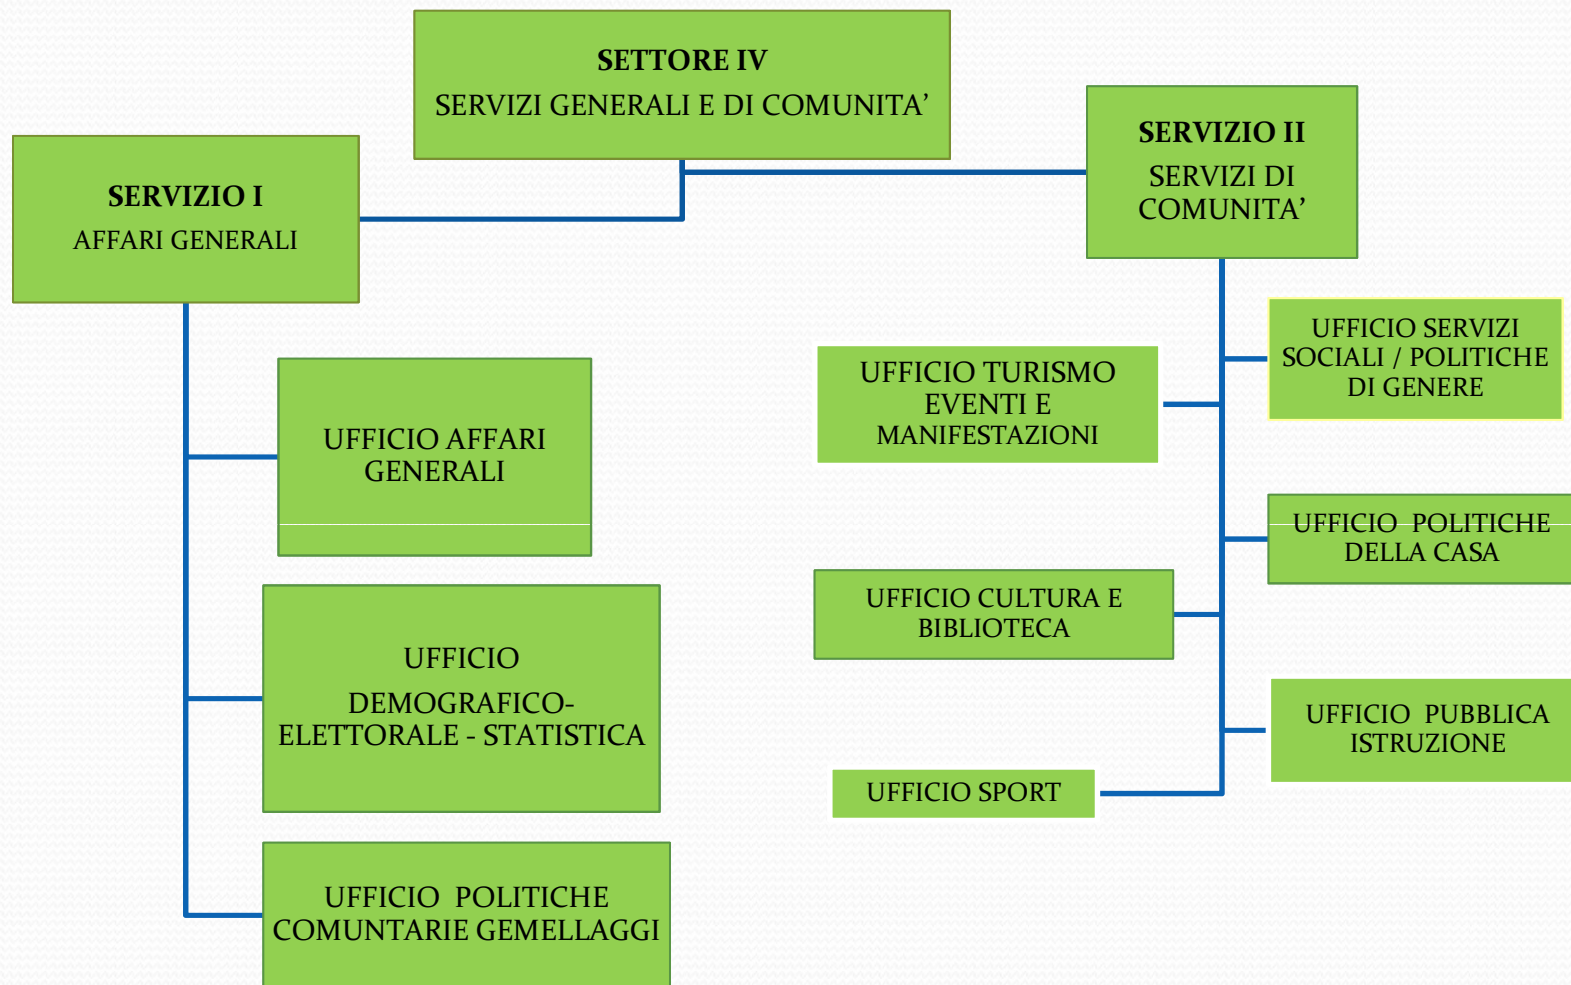 SETTORE IV
SERVIZI GENERALI E DI COMUNITA’
SERVIZIO I
AFFARI GENERALI
UFFICIO AFFARI
GENERALI
UFFICIO
DEMOGRAFICO-
ELETTORALE - STATISTICA
UFFICIO  POLITICHE
COMUNTARIE GEMELLAGGI
SERVIZIO II
SERVIZI DI
COMUNITA’
UFFICIO TURISMO
EVENTI E
MANIFESTAZIONI
UFFICIO CULTURA E
BIBLIOTECA
UFFICIO SPORT
UFFICIO SERVIZI
SOCIALI / POLITICHE
DI GENERE
UFFICIO  POLITICHE
DELLA CASA
UFFICIO  PUBBLICA
ISTRUZIONE